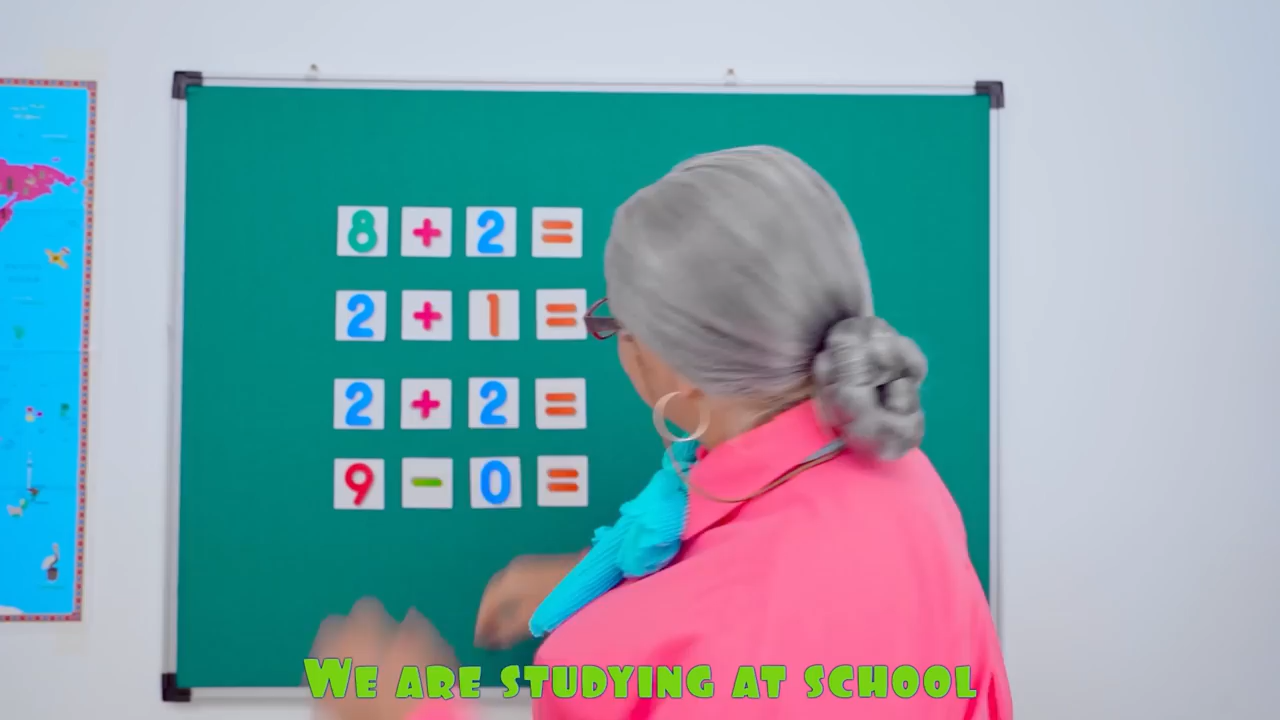 8 + 2 =
2 + 1 =
2 + 2 =
9 - 0 =
We are studying at school